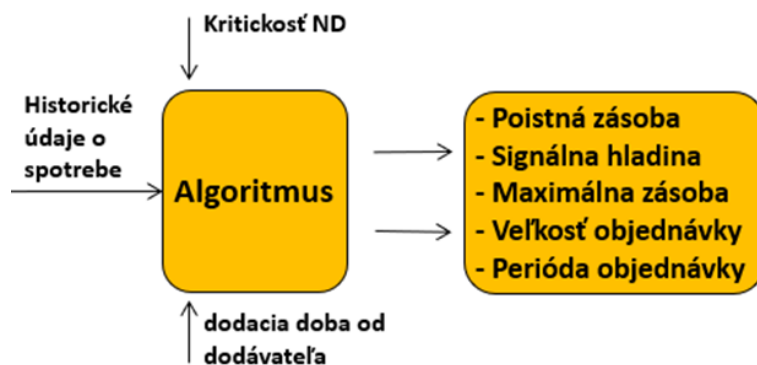 Kritickosť ND
Historické
údaje o
spotrebe
Algoritmus
dodacia doba od
dodávateľa
- Poistná zásoba
- Signálna hladina
- Maximálna zásoba
- Veľkosť objednávky
- Perióda objednávky